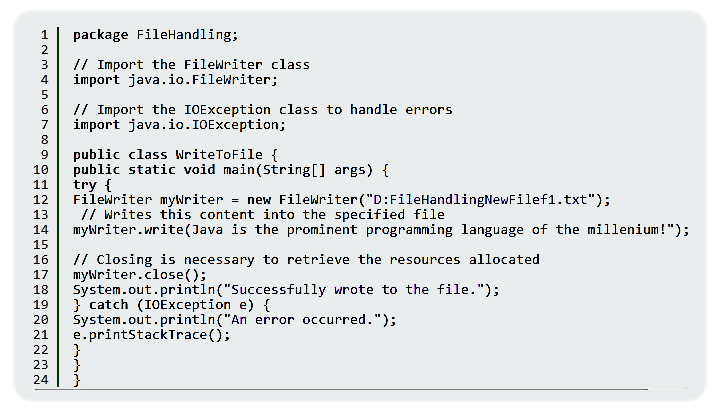 1 package FileHandling;
2
3 // Import the FileWriter class
4 import java.io.FileWriter;
5
6 // Import the IOException class to handle errors
7 import java.io.IOException;
8
9 public class WriteToFile {
10 public static void main(String[] args) {
11 try {
12 FileWriter myWriter = new FileWriter("D:FileHandlingNewFilef1.txt");
13 // Writes this content into the specified file
14 myWriter.write(Java is the prominent programming language of the millenium!");
15
16 // Closing is necessary to retrieve the resources allocated
17 myWriter.close();
18 System.out.println("Successfully wrote to the file.");
19 } catch (IOException e) {
20 System.out.println("An error occurred.");
21 e.printStackTrace();
22 }
23 }
24 }